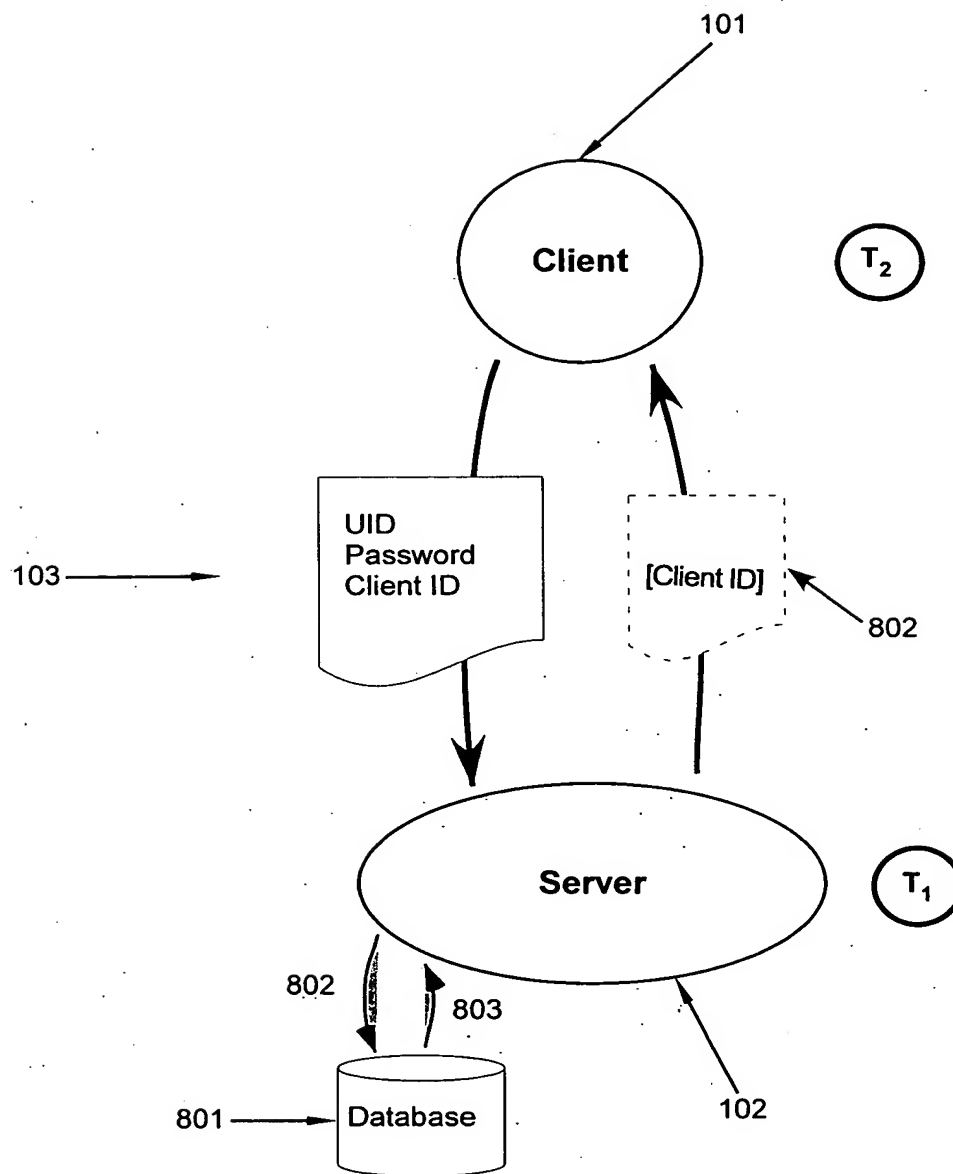 101
Client
T₂
UID
Password
Client ID
[Client ID]
103
802
Server
T₁
802
803
Database
801
102